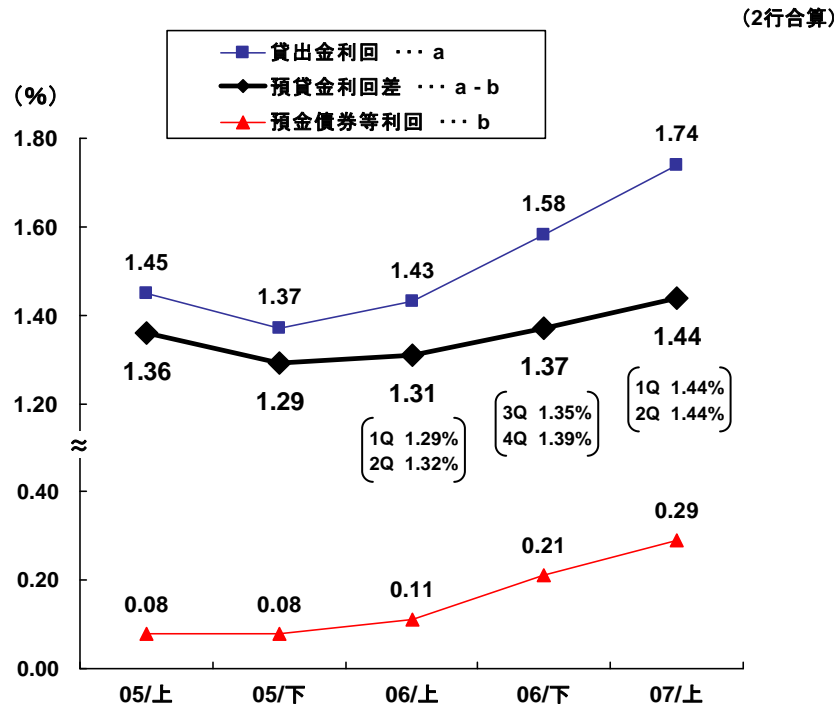 (2行合算)
貸出金利回 ・・・ a
預貸金利回差 ・・・ a - b
預金債券等利回 ・・・ b
(%)
1.80
1.60
1.40
1.20
≈
0.40
0.20
0.00
1.45
1.37
1.43
1.58
1.74
1.36
1.29
1.31
1.37
1.44
1Q 1.29%
2Q 1.32%
3Q 1.35%
4Q 1.39%
1Q 1.44%
2Q 1.44%
0.08
0.08
0.11
0.21
0.29
05/上
05/下
06/上
06/下
07/上